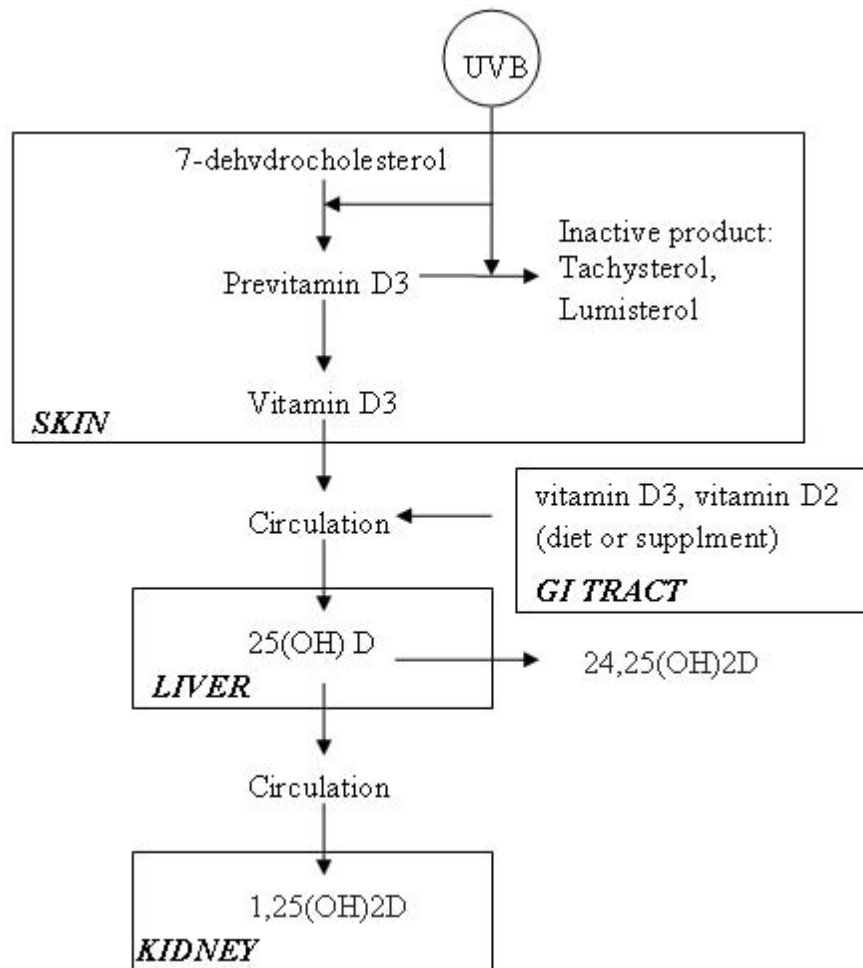 UVB
7-dehvdrocholesterol
Inactive product:
Tachysterol,
Lumisterol
Previtamin D3
Vitamin D3
SKIN
vitamin D3, vitamin D2
(diet or supplment)
GI TRACT
Circulation
25(OH) D
LIVER
24,25(OH)2D
Circulation
1,25(OH)2D
KIDNEY